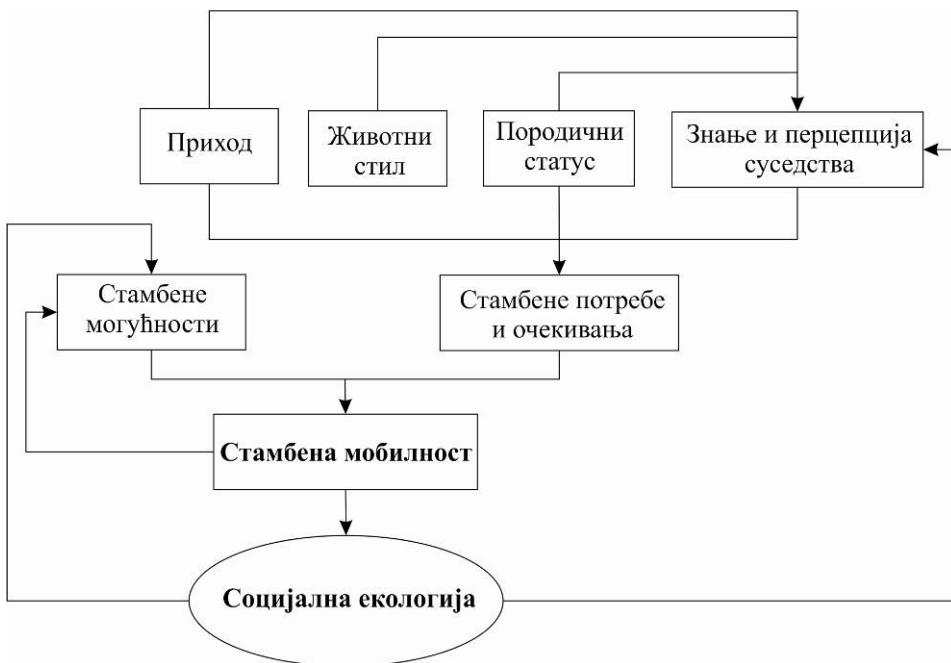 Приход
Животни
стил
Породични
статус
Знање и перцепција
суседства
Стамбене
могућности
Стамбене потребе
и очекивања
Стамбена мобилност
Социјална екологија